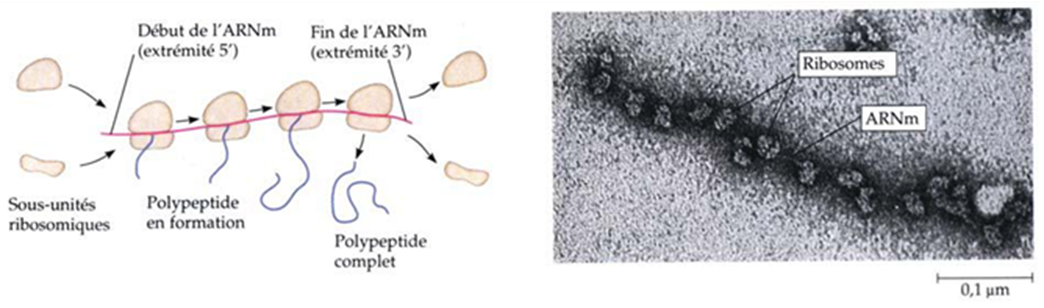 Début de l'ARNm
(extrémité 5')
Fin de l'ARNm
(extrémité 3')
Sous-unités
ribosomiques
Polypeptide
en formation
Polypeptide
complet
Ribosomes
ARNm
0,1 µm